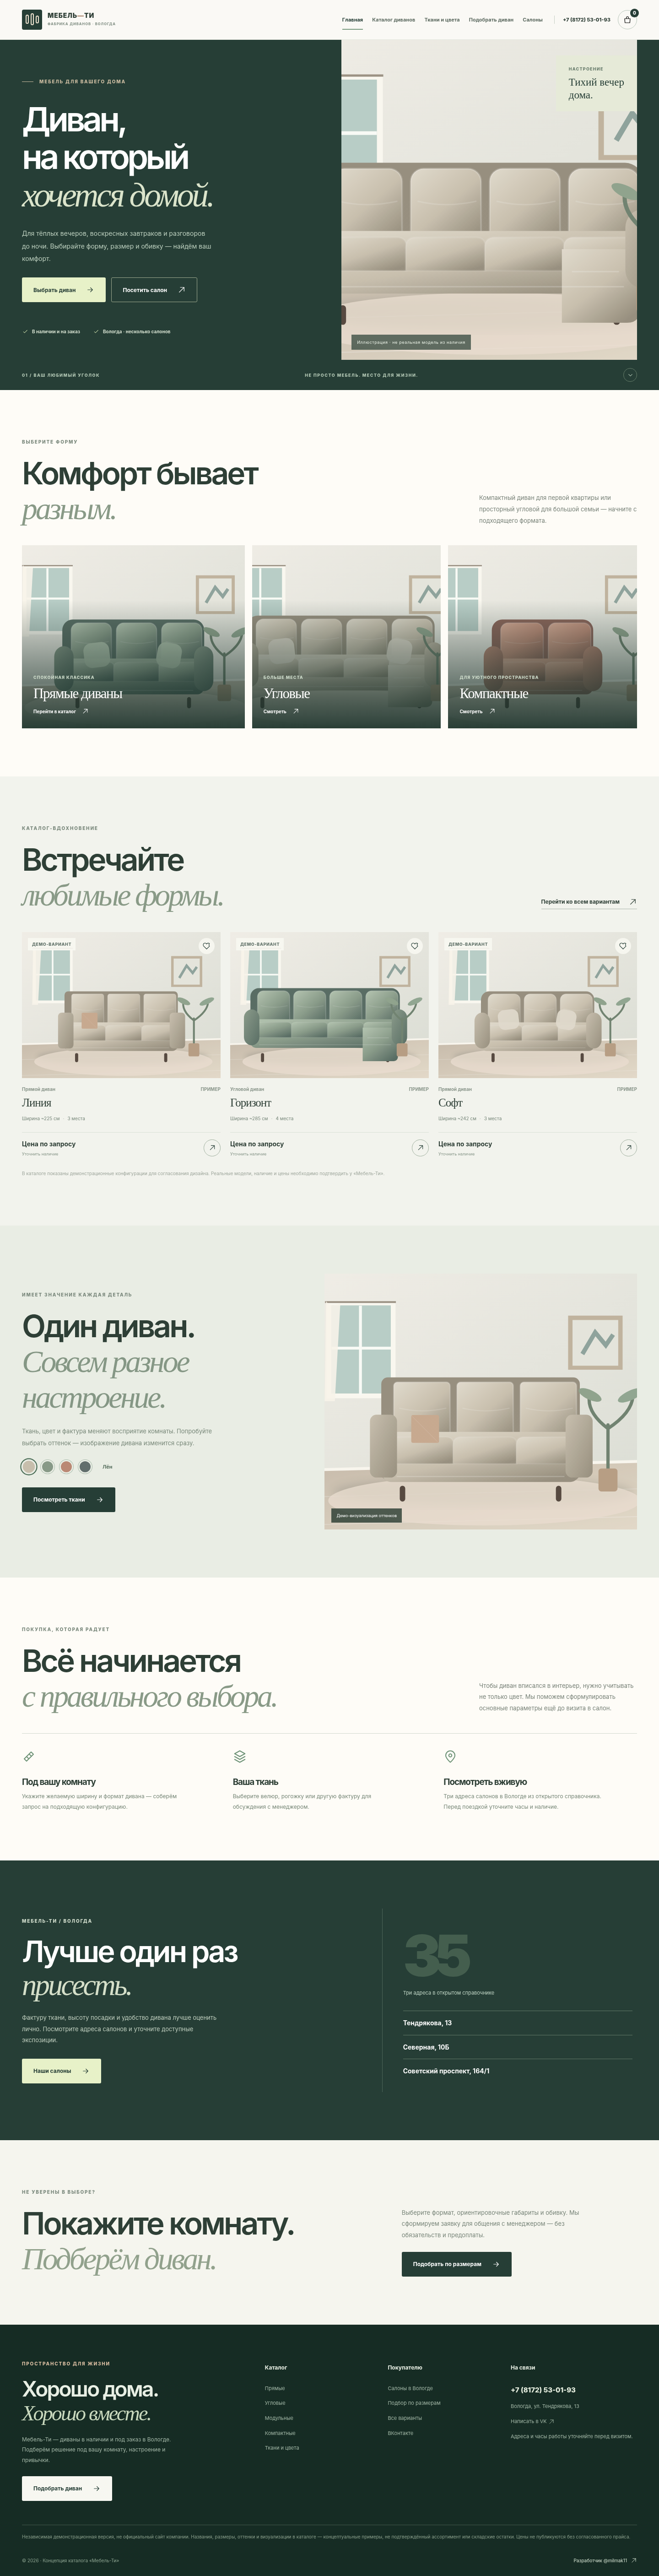 МЕБЕЛЬ—ТИ
ФАБРИКА ДИВАНОВ · ВОЛОГДА
Главная
Каталог диванов
Ткани и цвета
Подобрать диван
Салоны
+7 (8172) 53-01-93
0
МЕБЕЛЬ ДЛЯ ВАШЕГО ДОМА
Диван,
на который
хочется домой.
Для тёплых вечеров, воскресных завтраков и разговоров
до ночи. Выбирайте форму, размер и обивку — найдём ваш
комфорт.
Выбрать диван
Посетить салон
В наличии и на заказ
Вологда · несколько салонов
НАСТРОЕНИЕ
Тихий вечер
дома.
Иллюстрация · не реальная модель из наличия
01 / ВАШ ЛЮБИМЫЙ УГОЛОК
НЕ ПРОСТО МЕБЕЛЬ. МЕСТО ДЛЯ ЖИЗНИ.
ВЫБЕРИТЕ ФОРМУ
Комфорт бывает
разным.
Компактный диван для первой квартиры или
просторный угловой для большой семьи — начните с
подходящего формата.
СПОКОЙНАЯ КЛАССИКА
Прямые диваны
Перейти в каталог
БОЛЬШЕ МЕСТА
Угловые
Смотреть
ДЛЯ УЮТНОГО ПРОСТРАНСТВА
Компактные
Смотреть
КАТАЛОГ-ВДОХНОВЕНИЕ
Встречайте
любимые формы.
Перейти ко всем вариантам
ДЕМО-ВАРИАНТ
ДЕМО-ВАРИАНТ
ДЕМО-ВАРИАНТ
Прямой диван
ПРИМЕР
Линия
Ширина ≈225 см · 3 места
Цена по запросу
Уточнить наличие
Угловой диван
ПРИМЕР
Горизонт
Ширина ≈285 см · 4 места
Цена по запросу
Уточнить наличие
Прямой диван
ПРИМЕР
Софт
Ширина ≈242 см · 3 места
Цена по запросу
Уточнить наличие
В каталоге показаны демонстрационные конфигурации для согласования дизайна. Реальные модели, наличие и цены необходимо подтвердить у «Мебель-Ти».
ИМЕЕТ ЗНАЧЕНИЕ КАЖДАЯ ДЕТАЛЬ
Один диван.
Совсем разное
настроение.
Ткань, цвет и фактура меняют восприятие комнаты. Попробуйте
выбрать оттенок — изображение дивана изменится сразу.
Лён
Посмотреть ткани
Демо-визуализация оттенков
ПОКУПКА, КОТОРАЯ РАДУЕТ
Всё начинается
с правильного выбора.
Чтобы диван вписался в интерьер, нужно учитывать
не только цвет. Мы поможем сформулировать
основные параметры ещё до визита в салон.
Под вашу комнату
Укажите желаемую ширину и формат дивана — соберём
запрос на подходящую конфигурацию.
Ваша ткань
Выберите велюр, рогожку или другую фактуру для
обсуждения с менеджером.
Посмотреть вживую
Три адреса салонов в Вологде из открытого справочника.
Перед поездкой уточните часы и наличие.
МЕБЕЛЬ-ТИ / ВОЛОГДА
Лучше один раз
присесть.
Фактуру ткани, высоту посадки и удобство дивана лучше оценить
лично. Посмотрите адреса салонов и уточните доступные
экспозиции.
Наши салоны
35
Три адреса в открытом справочнике
Тендрякова, 13
Северная, 10Б
Советский проспект, 164/1
НЕ УВЕРЕНЫ В ВЫБОРЕ?
Покажите комнату.
Подберём диван.
Выберите формат, ориентировочные габариты и обивку. Мы
сформируем заявку для общения с менеджером — без
обязательств и предоплаты.
Подобрать по размерам
ПРОСТРАНСТВО ДЛЯ ЖИЗНИ
Хорошо дома.
Хорошо вместе.
Мебель-Ти — диваны в наличии и под заказ в Вологде.
Подберём решение под вашу комнату, настроение и
привычки.
Подобрать диван
Каталог
Прямые
Угловые
Модульные
Компактные
Ткани и цвета
Покупателю
Салоны в Вологде
Подбор по размерам
Все варианты
ВКонтакте
На связи
+7 (8172) 53-01-93
Вологда, ул. Тендрякова, 13
Написать в VK
Адреса и часы работы уточняйте перед визитом.
Независимая демонстрационная версия, не официальный сайт компании. Названия, размеры, оттенки и визуализации в каталоге — концептуальные примеры, не подтверждённый ассортимент или складские остатки. Цены не публикуются без согласованного прайса.
© 2026 · Концепция каталога «Мебель-Ти»
Разработчик @milmak11